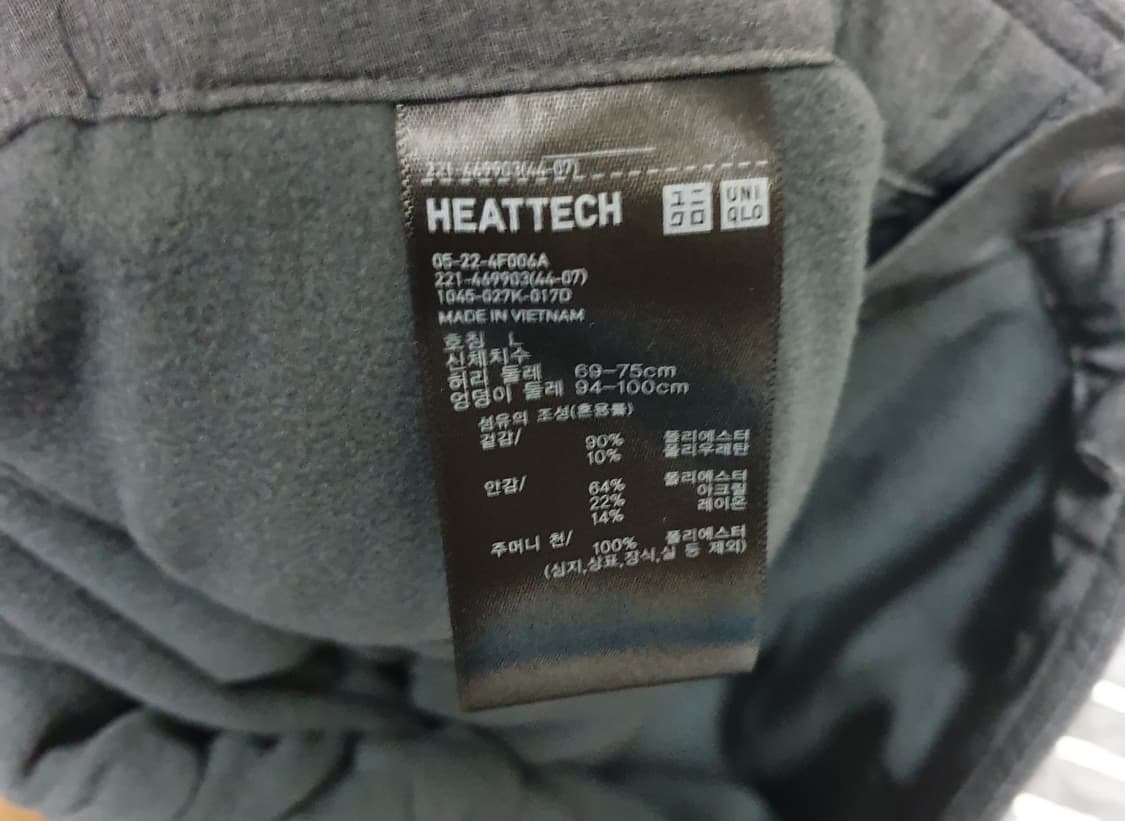 221-469903(44-07)
HEATTECH ユニクロ UNIQLO
05-22-4F006A
221-469903(44-07)
1045-027K-017D
MADE IN VIETNAM
호칭 L
신체치수
허리 둘레 69-75cm
엉덩이 둘레 94-100cm
섬유의 조성(혼용률)
겉감/ 90% 폴리에스터
10% 폴리우레탄
안감/ 64% 폴리에스터
22% 아크릴
14% 레이온
주머니 천/ 100% 폴리에스터
(심지,상표,장식,실 등 제외)